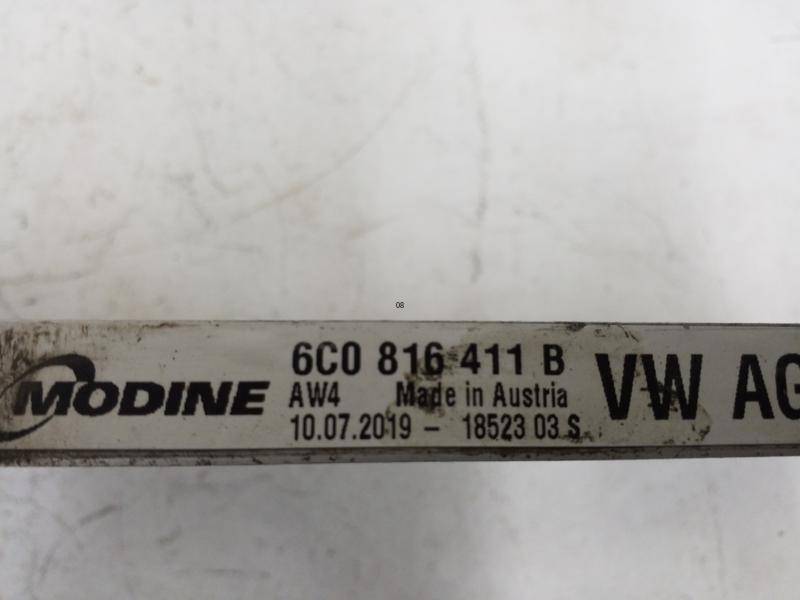 08
MODINE
6C0 816 411 B
AW4 Made in Austria
10.07.2019 - 18523 03 S
VW AG